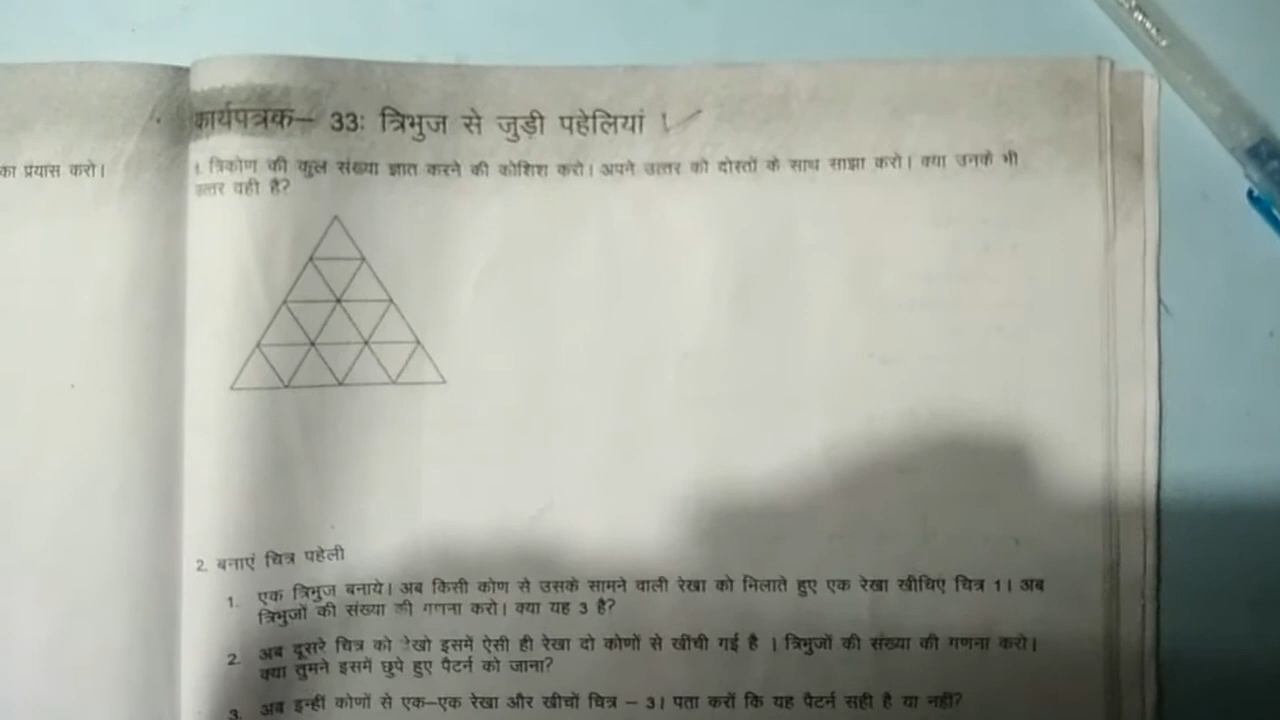 कार्यपत्रक– 33: त्रिभुज से जुड़ी पहेलियां
का प्रयास करो।
1. त्रिकोण की कुल संख्या ज्ञात करने की कोशिश करो। अपने उत्तर को दोस्तों के साथ साझा करो। क्या उनके भी
उत्तर वही है?
2. बनाएं चित्र पहेली
1. एक त्रिभुज बनाये। अब किसी कोण से उसके सामने वाली रेखा को मिलाते हुए एक रेखा खीचिए चित्र 1। अब
त्रिभुजों की संख्या की गणना करो। क्या यह 3 है?
2. अब दूसरे चित्र को देखो इसमें ऐसी ही रेखा दो कोणों से खींची गई है । त्रिभुजों की संख्या की गणना करो।
क्या तुमने इसमें छुपे हुए पैटर्न को जाना?
3. अब इन्हीं कोणों से एक–एक रेखा और खीचों चित्र – 3। पता करों कि यह पैटर्न सही है या नहीं?